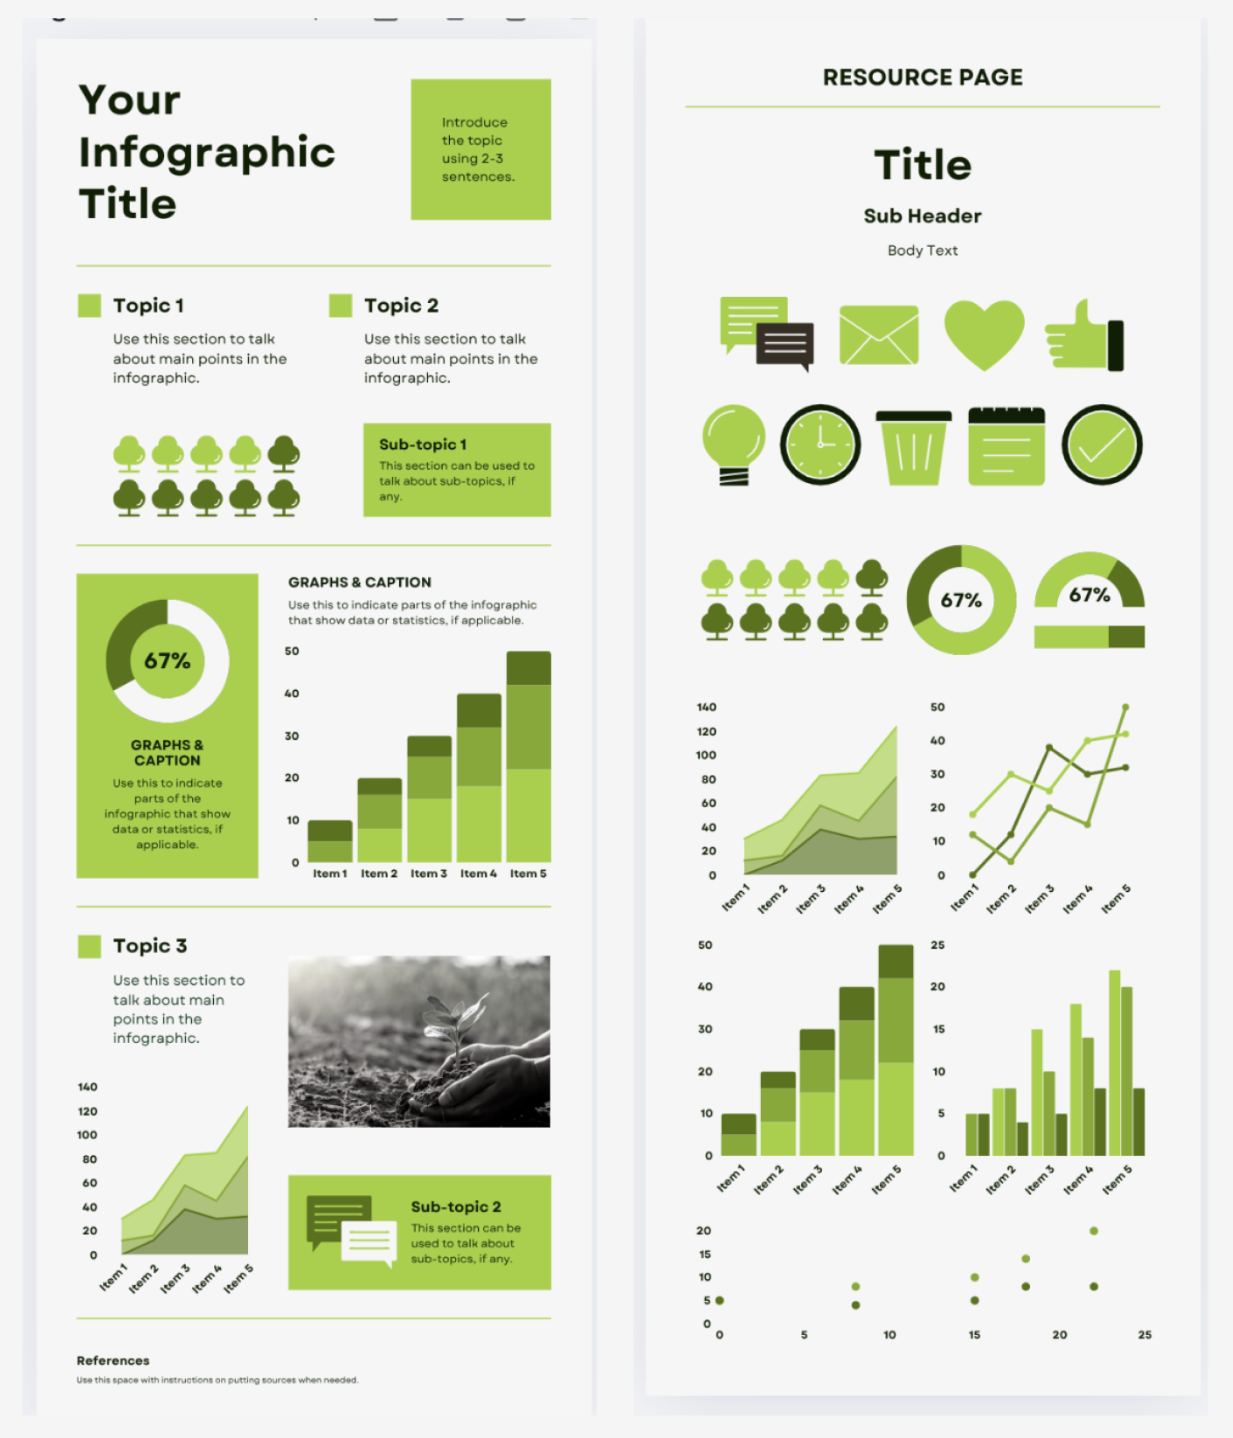 Your
Infographic
Title
Introduce
the topic
using 2-3
sentences.
Topic 1
Use this section to talk
about main points in the
infographic.
Topic 2
Use this section to talk
about main points in the
infographic.
Sub-topic 1
This section can be used to
talk about sub-topics, if
any.
67%
GRAPHS &
CAPTION
Use this to indicate
parts of the
infographic that show
data or statistics, if
applicable.
GRAPHS & CAPTION
Use this to indicate parts of the infographic
that show data or statistics, if applicable.
50
40
30
20
10
0
Item 1 Item 2 Item 3 Item 4 Item 5
Topic 3
Use this section to
talk about main
points in the
infographic.
140
120
100
80
60
40
20
0
Item 1 Item 2 Item 3 Item 4 Item 5
Sub-topic 2
This section can be
used to talk about
sub-topics, if any.
References
Use this space with instructions on putting sources when needed.
RESOURCE PAGE
Title
Sub Header
Body Text
67%
67%
140
120
100
80
60
40
20
0
Item 1 Item 2 Item 3 Item 4 Item 5
50
40
30
20
10
0
Item 1 Item 2 Item 3 Item 4 Item 5
50
40
30
20
10
0
Item 1 Item 2 Item 3 Item 4 Item 5
25
20
15
10
5
0
Item 1 Item 2 Item 3 Item 4 Item 5
20
15
10
5
0
0 5 10 15 20 25